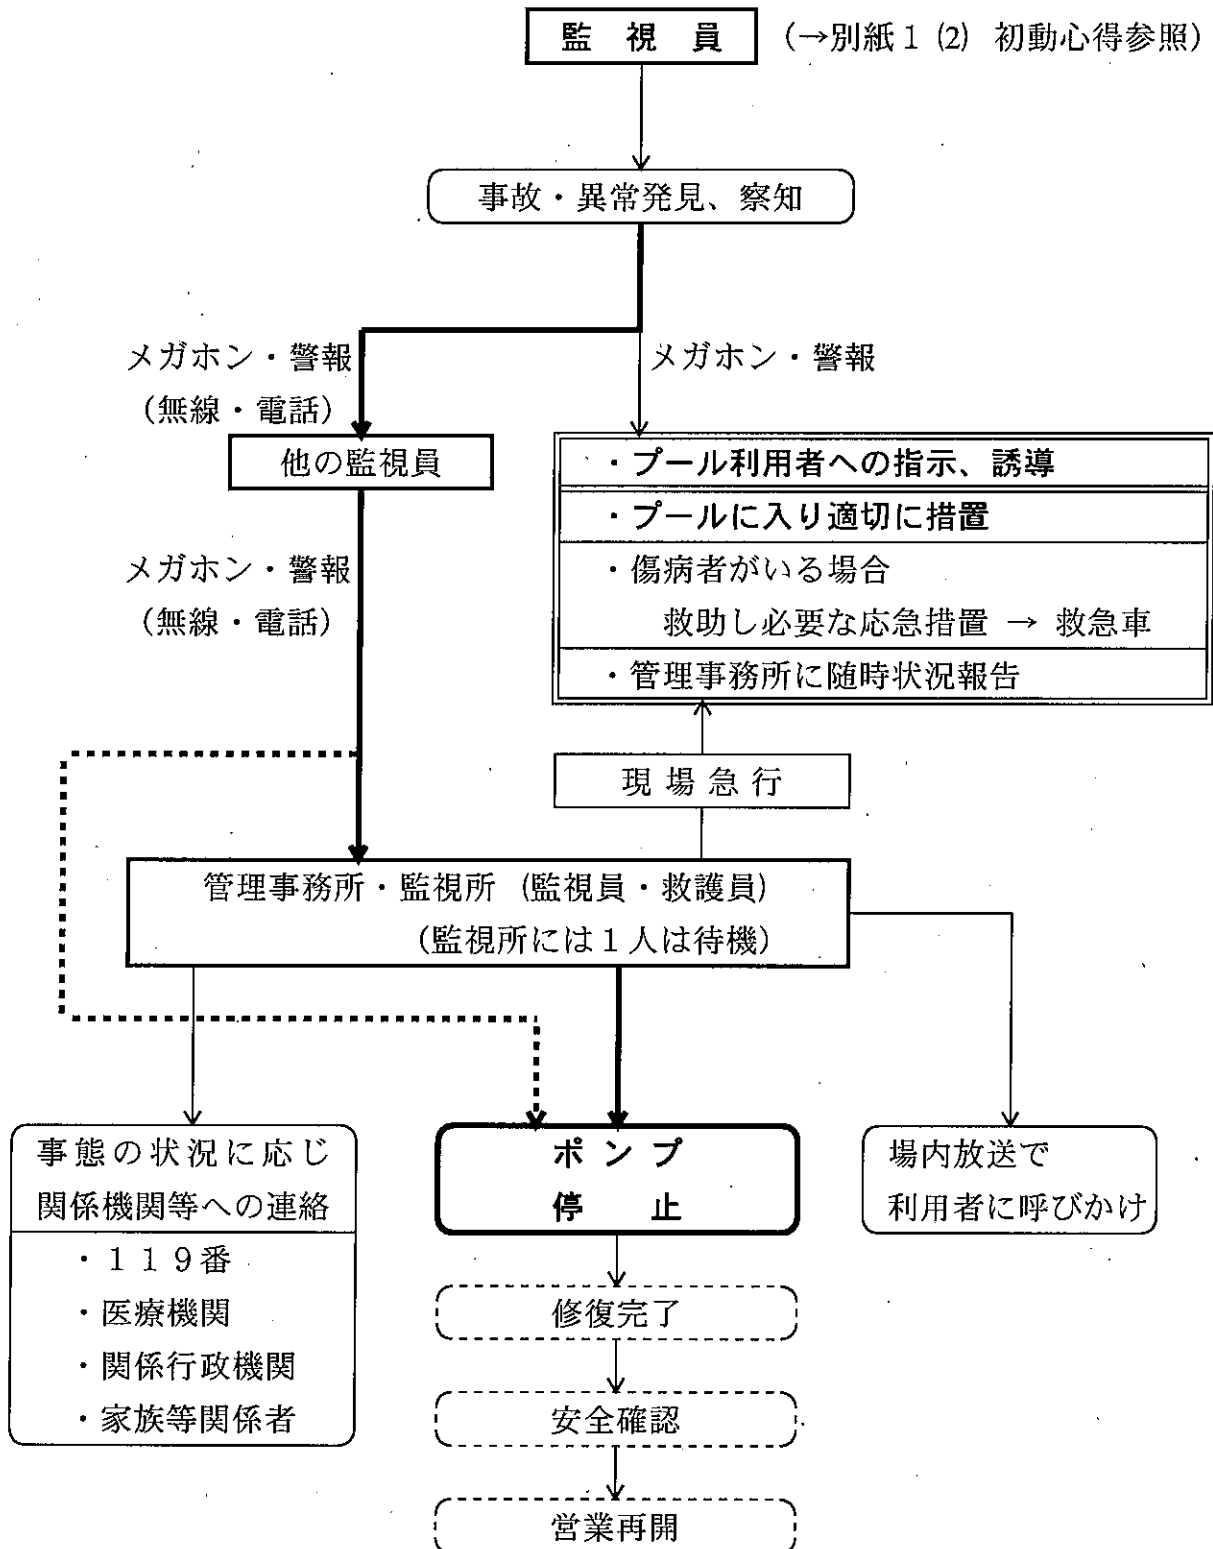 監視員 (→別紙１(2) 初動心得参照)
事故・異常発見、察知
メガホン・警報
(無線・電話)
メガホン・警報
他の監視員
・プール利用者への指示、誘導
・プールに入り適切に措置
・傷病者がいる場合
救助し必要な応急措置 → 救急車
・管理事務所に随時状況報告
メガホン・警報
(無線・電話)
現場急行
管理事務所・監視所 (監視員・救護員)
(監視所には１人は待機)
事態の状況に応じ
関係機関等への連絡
・１１９番
・医療機関
・関係行政機関
・家族等関係者
ポンプ
停止
場内放送で
利用者に呼びかけ
修復完了
安全確認
営業再開